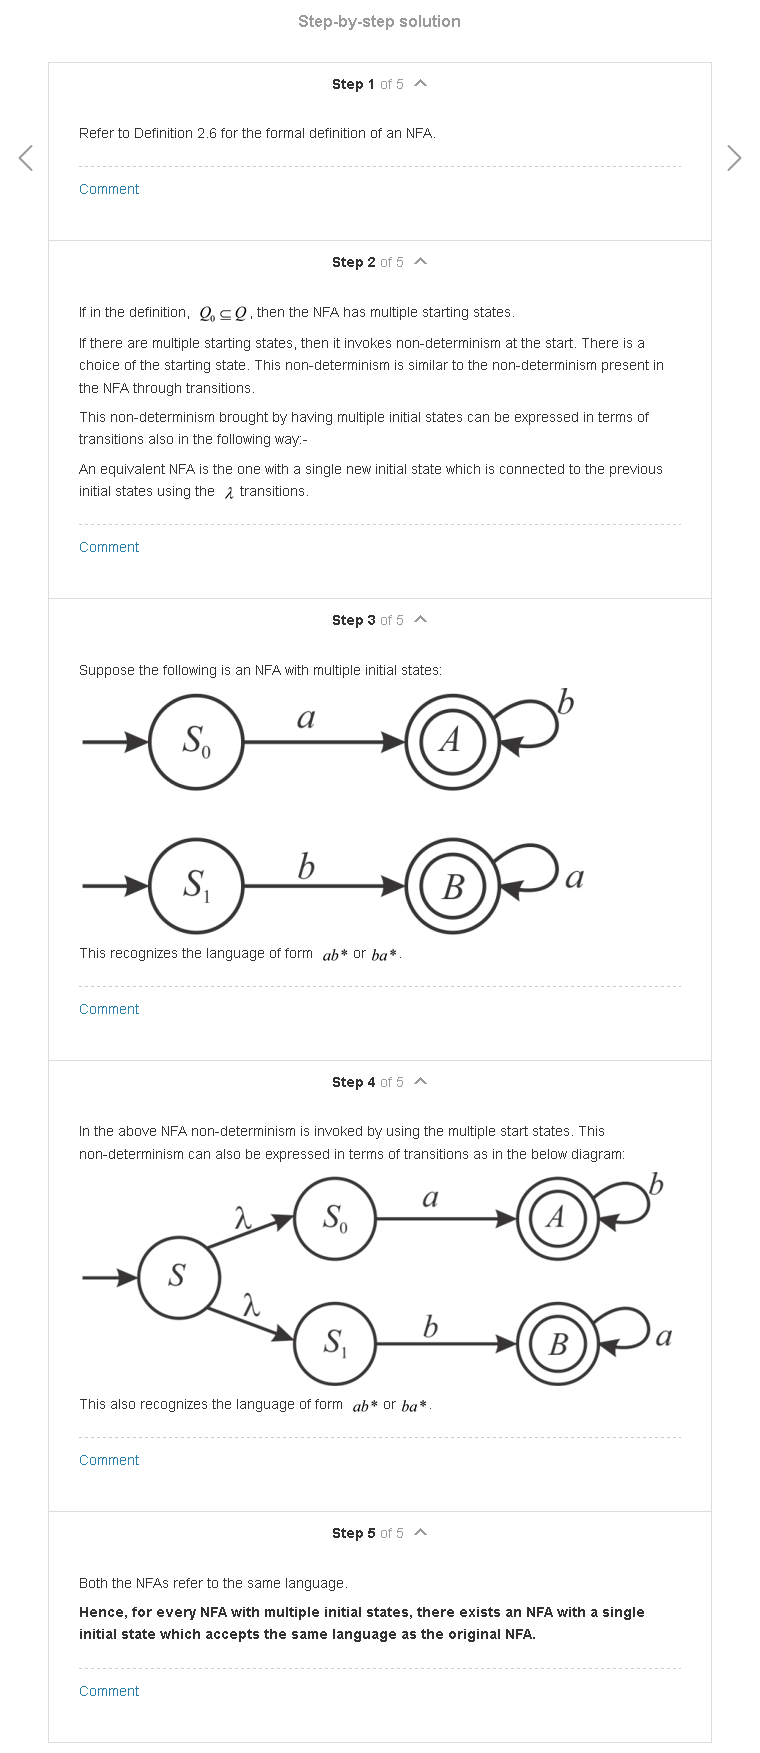 Step-by-step solution
Step 1 of 5
Refer to Definition 2.6 for the formal definition of an NFA.
Comment
Step 2 of 5
If in the definition, Q₀ ⊆ Q, then the NFA has multiple starting states.
If there are multiple starting states, then it invokes non-determinism at the start. There is a
choice of the starting state. This non-determinism is similar to the non-determinism present in
the NFA through transitions.
This non-determinism brought by having multiple initial states can be expressed in terms of
transitions also in the following way:-
An equivalent NFA is the one with a single new initial state which is connected to the previous
initial states using the λ transitions.
Comment
Step 3 of 5
Suppose the following is an NFA with multiple initial states:
S₀ a A b
S₁ b B a
This recognizes the language of form ab* or ba*.
Comment
Step 4 of 5
In the above NFA non-determinism is invoked by using the multiple start states. This
non-determinism can also be expressed in terms of transitions as in the below diagram:
λ S₀ a A b
S
λ S₁ b B a
This also recognizes the language of form ab* or ba*.
Comment
Step 5 of 5
Both the NFAs refer to the same language.
Hence, for every NFA with multiple initial states, there exists an NFA with a single
initial state which accepts the same language as the original NFA.
Comment